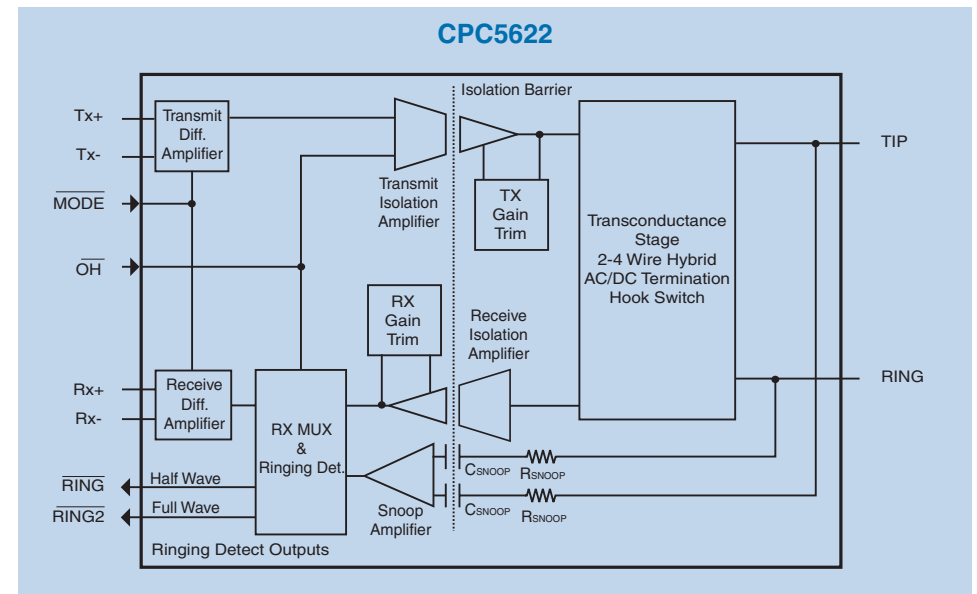 CPC5622
Isolation Barrier
Tx+
Tx-
MODE
OH
Transmit
Diff.
Amplifier
Transmit
Isolation
Amplifier
TX
Gain
Trim
Transconductance
Stage
2-4 Wire Hybrid
AC/DC Termination
Hook Switch
TIP
RING
RX
Gain
Trim
Receive
Isolation
Amplifier
Rx+
Rx-
Receive
Diff.
Amplifier
RX MUX
&
Ringing Det.
CSNOOP
RSNOOP
CSNOOP
RSNOOP
Snoop
Amplifier
RING
Half Wave
RING2
Full Wave
Ringing Detect Outputs